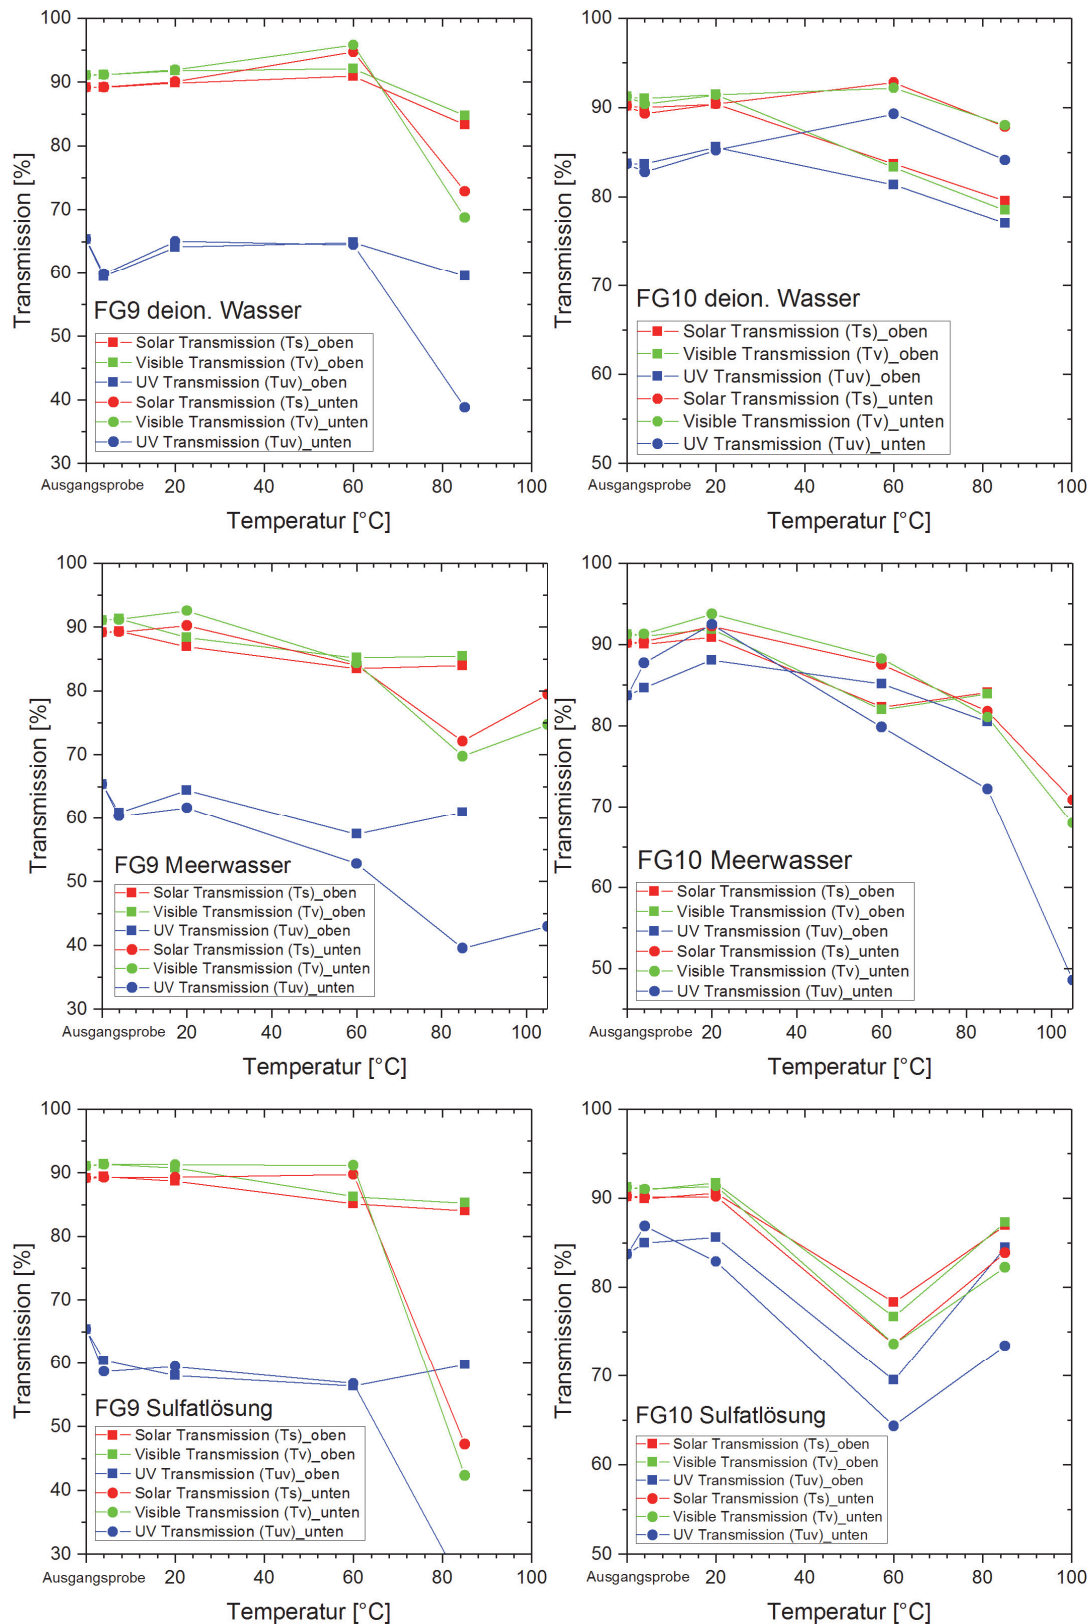 100
90
80
70
60
50
40
30
Transmission [%]
FG9 deion. Wasser
Solar Transmission (Ts)_oben
Visible Transmission (Tv)_oben
UV Transmission (Tuv)_oben
Solar Transmission (Ts)_unten
Visible Transmission (Tv)_unten
UV Transmission (Tuv)_unten
Ausgangsprobe 20 40 60 80 100
Temperatur [°C]
100
90
80
70
60
50
Transmission [%]
FG10 deion. Wasser
Solar Transmission (Ts)_oben
Visible Transmission (Tv)_oben
UV Transmission (Tuv)_oben
Solar Transmission (Ts)_unten
Visible Transmission (Tv)_unten
UV Transmission (Tuv)_unten
Ausgangsprobe 20 40 60 80 100
Temperatur [°C]
100
90
80
70
60
50
40
30
Transmission [%]
FG9 Meerwasser
Solar Transmission (Ts)_oben
Visible Transmission (Tv)_oben
UV Transmission (Tuv)_oben
Solar Transmission (Ts)_unten
Visible Transmission (Tv)_unten
UV Transmission (Tuv)_unten
Ausgangsprobe 20 40 60 80 100
Temperatur [°C]
100
90
80
70
60
50
Transmission [%]
FG10 Meerwasser
Solar Transmission (Ts)_oben
Visible Transmission (Tv)_oben
UV Transmission (Tuv)_oben
Solar Transmission (Ts)_unten
Visible Transmission (Tv)_unten
UV Transmission (Tuv)_unten
Ausgangsprobe 20 40 60 80 100
Temperatur [°C]
100
90
80
70
60
50
40
30
Transmission [%]
FG9 Sulfatlösung
Solar Transmission (Ts)_oben
Visible Transmission (Tv)_oben
UV Transmission (Tuv)_oben
Solar Transmission (Ts)_unten
Visible Transmission (Tv)_unten
UV Transmission (Tuv)_unten
Ausgangsprobe 20 40 60 80 100
Temperatur [°C]
100
90
80
70
60
50
Transmission [%]
FG10 Sulfatlösung
Solar Transmission (Ts)_oben
Visible Transmission (Tv)_oben
UV Transmission (Tuv)_oben
Solar Transmission (Ts)_unten
Visible Transmission (Tv)_unten
UV Transmission (Tuv)_unten
Ausgangsprobe 20 40 60 80 100
Temperatur [°C]